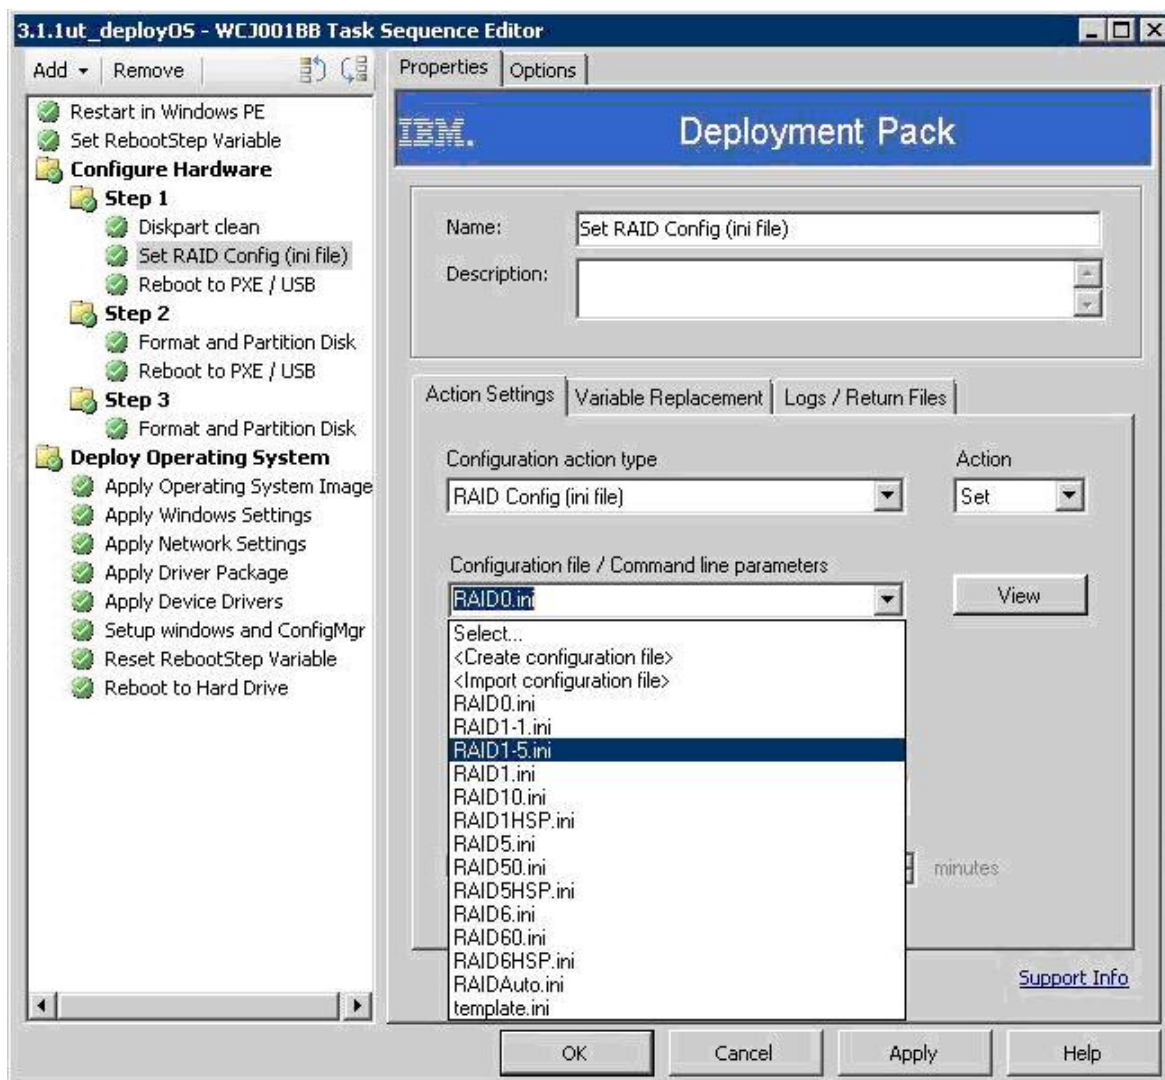 3.1.1ut_deployOS - WCJ001BB Task Sequence Editor
Add Remove
Restart in Windows PE
Set RebootStep Variable
Configure Hardware
Step 1
Diskpart clean
Set RAID Config (ini file)
Reboot to PXE / USB
Step 2
Format and Partition Disk
Reboot to PXE / USB
Step 3
Format and Partition Disk
Deploy Operating System
Apply Operating System Image
Apply Windows Settings
Apply Network Settings
Apply Driver Package
Apply Device Drivers
Setup windows and ConfigMgr
Reset RebootStep Variable
Reboot to Hard Drive
Properties Options
IBM. Deployment Pack
Name: Set RAID Config (ini file)
Description:
Action Settings Variable Replacement Logs / Return Files
Configuration action type Action
RAID Config (ini file) Set
Configuration file / Command line parameters
RAID0.ini View
Select...
<Create configuration file>
<Import configuration file>
RAID0.ini
RAID1-1.ini
RAID1-5.ini
RAID1.ini
RAID10.ini
RAID1HSP.ini
RAID5.ini
RAID50.ini
minutes
RAID5HSP.ini
RAID6.ini
RAID60.ini
RAID6HSP.ini
RAIDAuto.ini
template.ini
Support Info
OK Cancel Apply Help